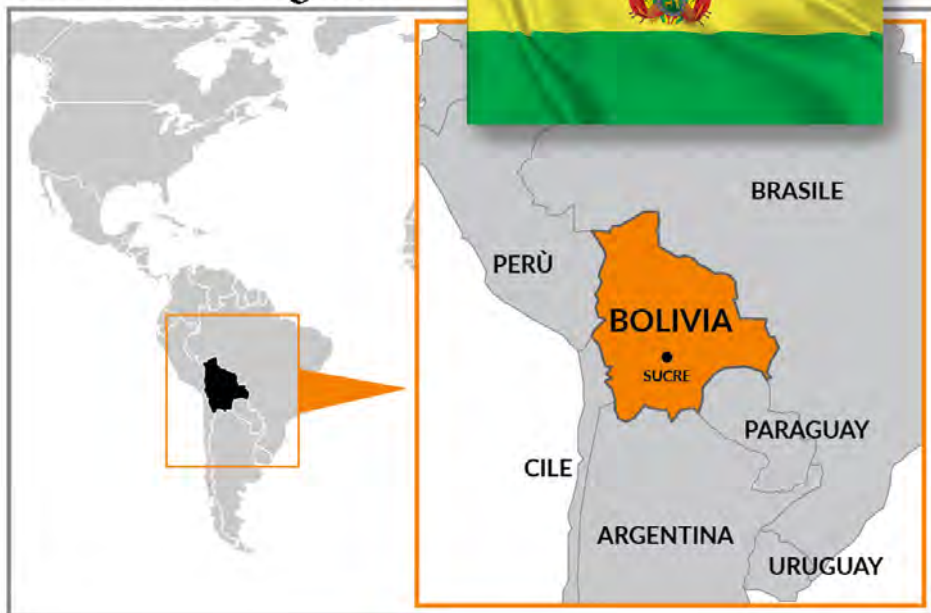 BRASILE
PERÙ
BOLIVIA
SUCRE
PARAGUAY
CILE
ARGENTINA
URUGUAY